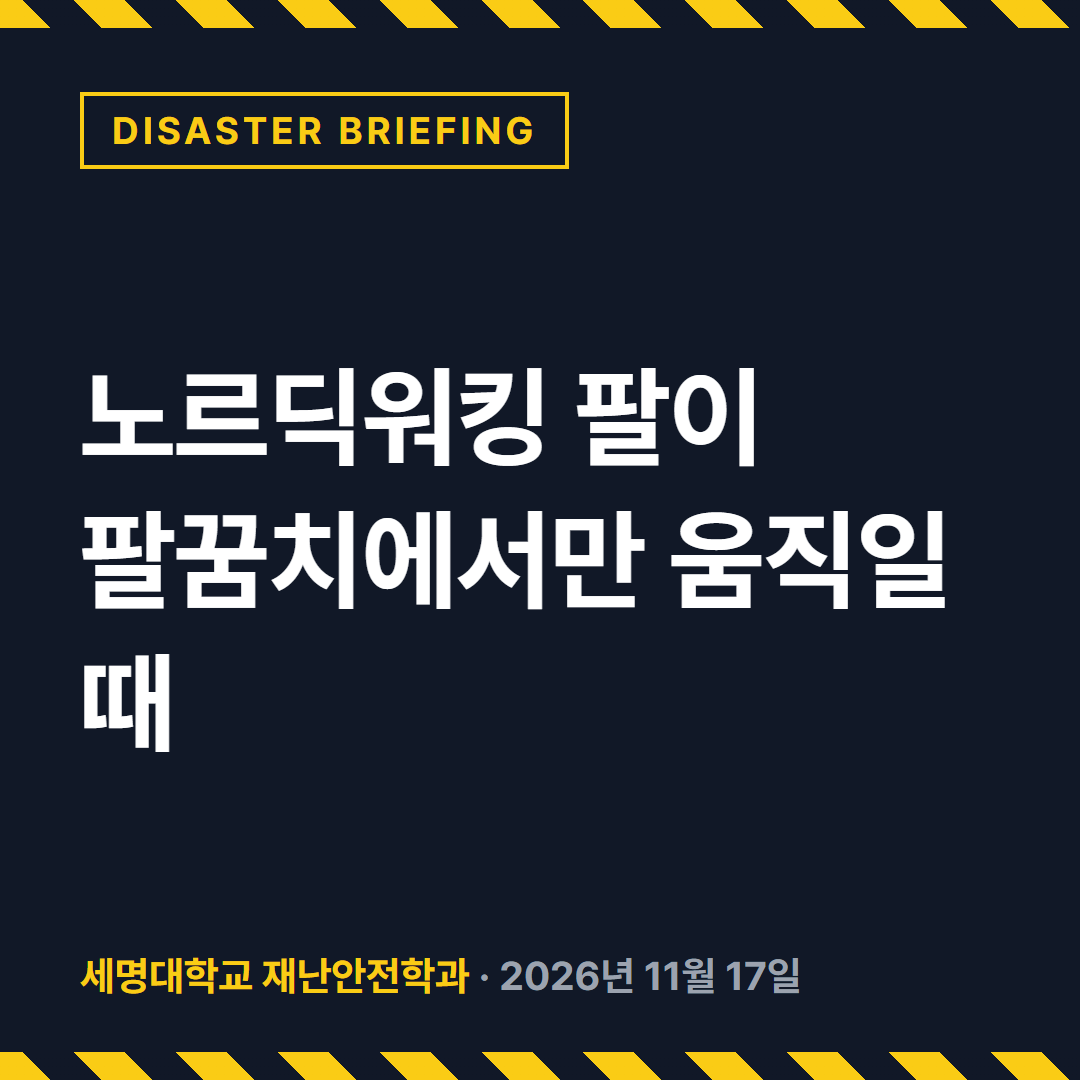 DISASTER BRIEFING
노르딕워킹 팔이
팔꿈치에서만 움직일
때
세명대학교 재난안전학과 · 2026년 11월 17일